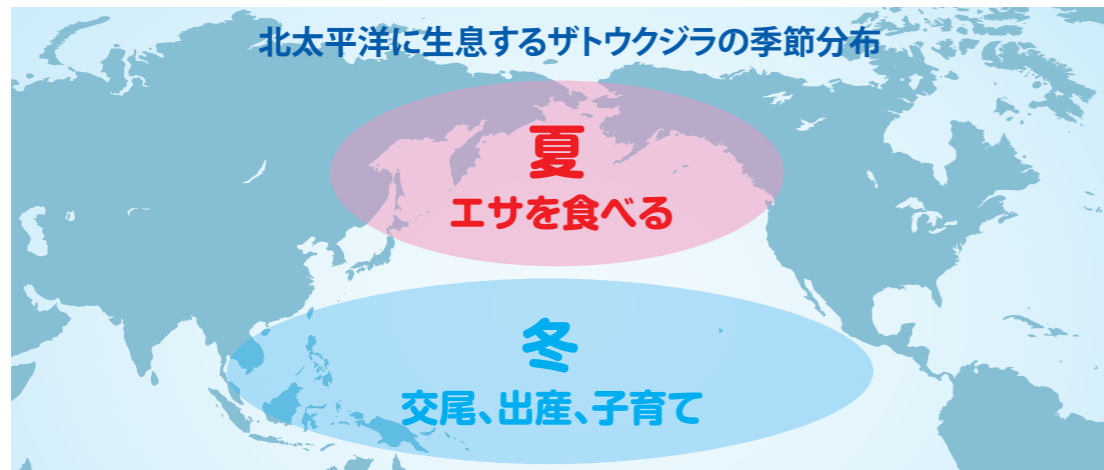 北太平洋に生息するザトウクジラの季節分布
夏
エサを食べる
冬
交尾、出産、子育て